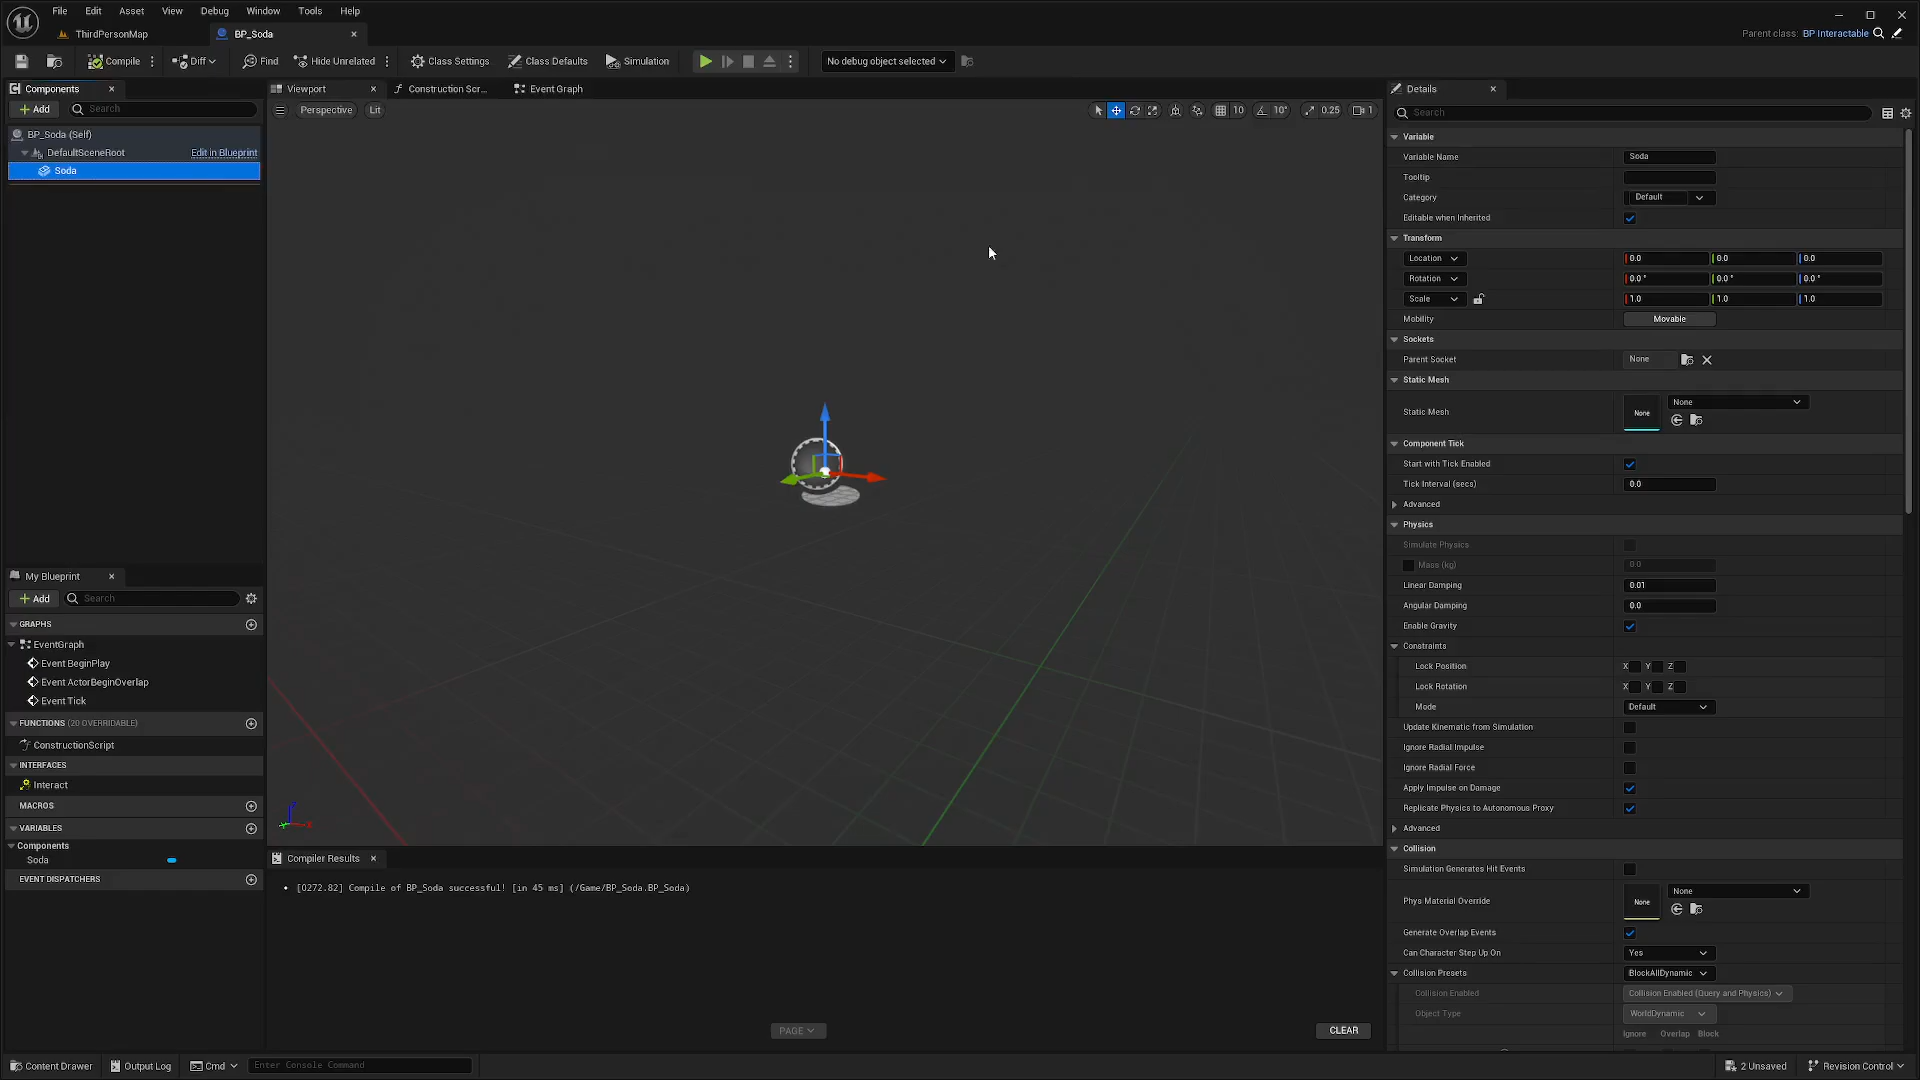 File Edit Asset View Debug Window Tools Help
ThirdPersonMap
BP_Soda
Parent class: BP Interactable
Compile
Diff
Find
Hide Unrelated
Class Settings
Class Defaults
Simulation
No debug object selected
Components
Add
Search
BP_Soda (Self)
DefaultSceneRoot
Edit in Blueprint
Soda
My Blueprint
Add
Search
GRAPHS
EventGraph
Event BeginPlay
Event ActorBeginOverlap
Event Tick
FUNCTIONS (20 OVERRIDABLE)
ConstructionScript
INTERFACES
Interact
MACROS
VARIABLES
Components
Soda
EVENT DISPATCHERS
Viewport
Construction Scr...
Event Graph
Perspective
Lit
10
10°
0.25
1
Z
X
Compiler Results
• [0272.82] Compile of BP_Soda successful! [in 45 ms] (/Game/BP_Soda.BP_Soda)
PAGE
CLEAR
Details
Search
Variable
Variable Name Soda
Tooltip
Category Default
Editable when Inherited
Transform
Location 0.0 0.0 0.0
Rotation 0.0 ° 0.0 ° 0.0 °
Scale 1.0 1.0 1.0
Mobility Movable
Sockets
Parent Socket None
Static Mesh
Static Mesh None None
Component Tick
Start with Tick Enabled
Tick Interval (secs) 0.0
Advanced
Physics
Simulate Physics
Mass (kg) 0.0
Linear Damping 0.01
Angular Damping 0.0
Enable Gravity
Constraints
Lock Position X Y Z
Lock Rotation X Y Z
Mode Default
Update Kinematic from Simulation
Ignore Radial Impulse
Ignore Radial Force
Apply Impulse on Damage
Replicate Physics to Autonomous Proxy
Advanced
Collision
Simulation Generates Hit Events
Phys Material Override None None
Generate Overlap Events
Can Character Step Up On Yes
Collision Presets BlockAllDynamic
Collision Enabled Collision Enabled (Query and Physics)
Object Type WorldDynamic
Ignore Overlap Block
Content Drawer
Output Log
Cmd
Enter Console Command
2 Unsaved
Revision Control